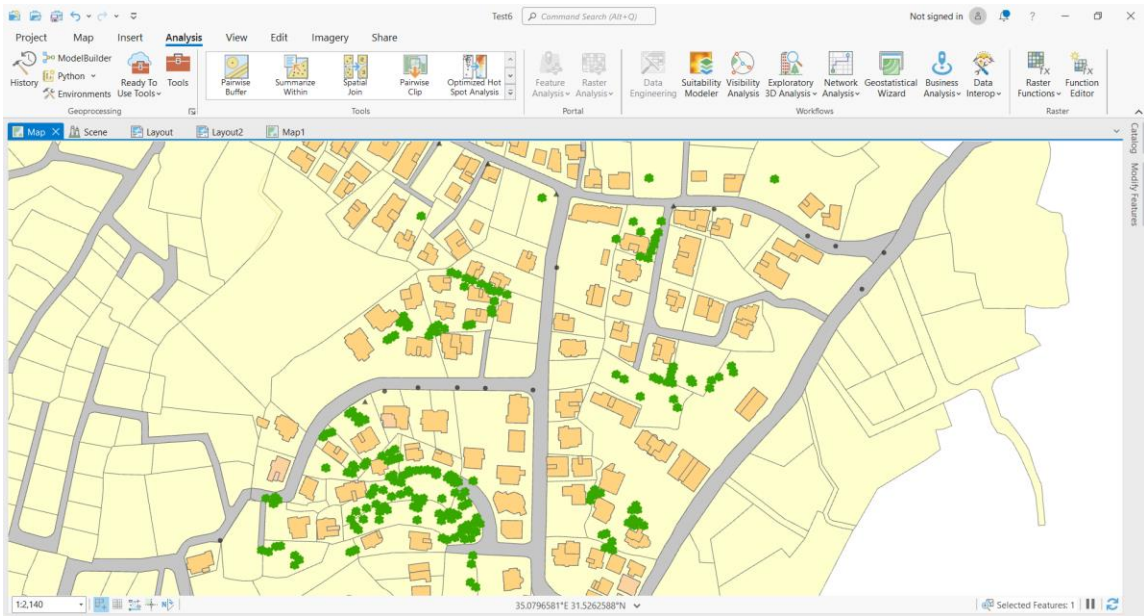 Test6
Command Search (Alt+Q)
Not signed in
Project Map Insert Analysis View Edit Imagery Share
History
ModelBuilder
Python
Environments
Ready To Use Tools
Tools
Geoprocessing
Pairwise Buffer
Summarize Within
Spatial Join
Pairwise Clip
Optimized Hot Spot Analysis
Tools
Feature Analysis
Raster Analysis
Portal
Data Engineering
Suitability Modeler
Visibility Analysis
Exploratory 3D Analysis
Network Analysis
Geostatistical Wizard
Business Analysis
Data Interop
Workflows
Raster Functions
Function Editor
Raster
Map Scene Layout Layout2 Map1
Catalog
Modify Features
1:2,140
35.0796581°E 31.5262588°N
Selected Features: 1